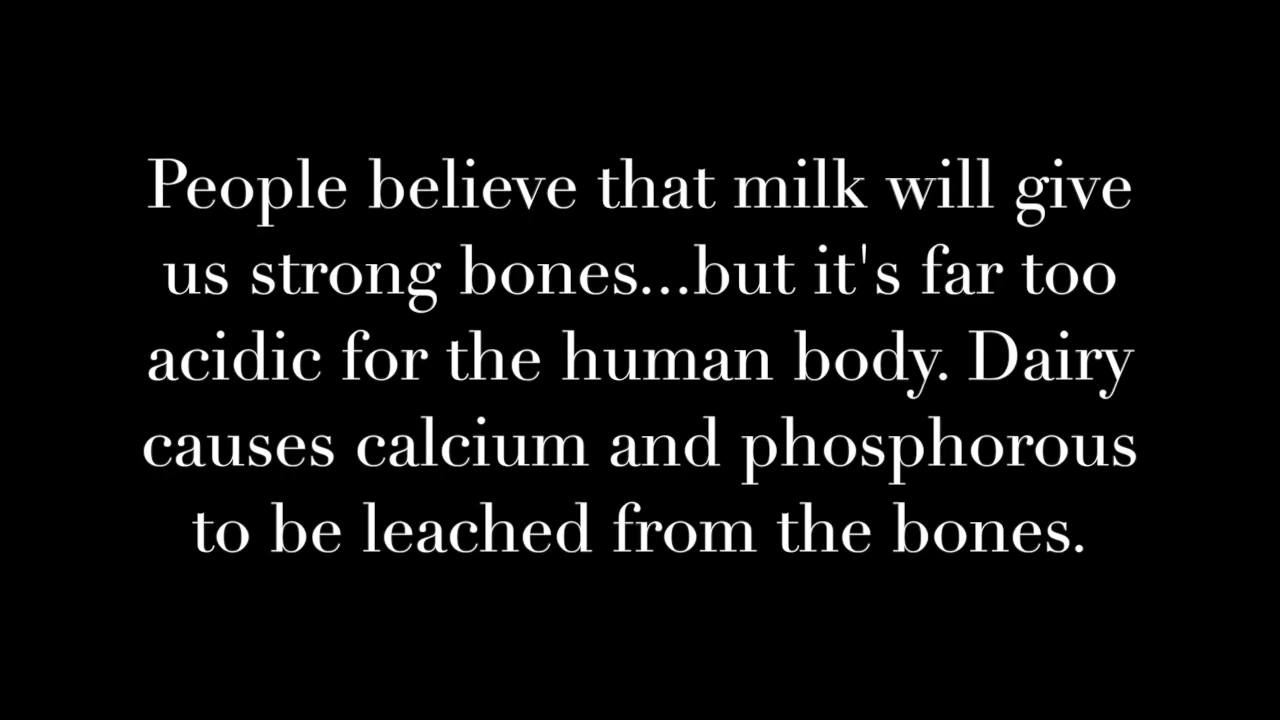 People believe that milk will give
us strong bones...but it's far too
acidic for the human body. Dairy
causes calcium and phosphorous
to be leached from the bones.